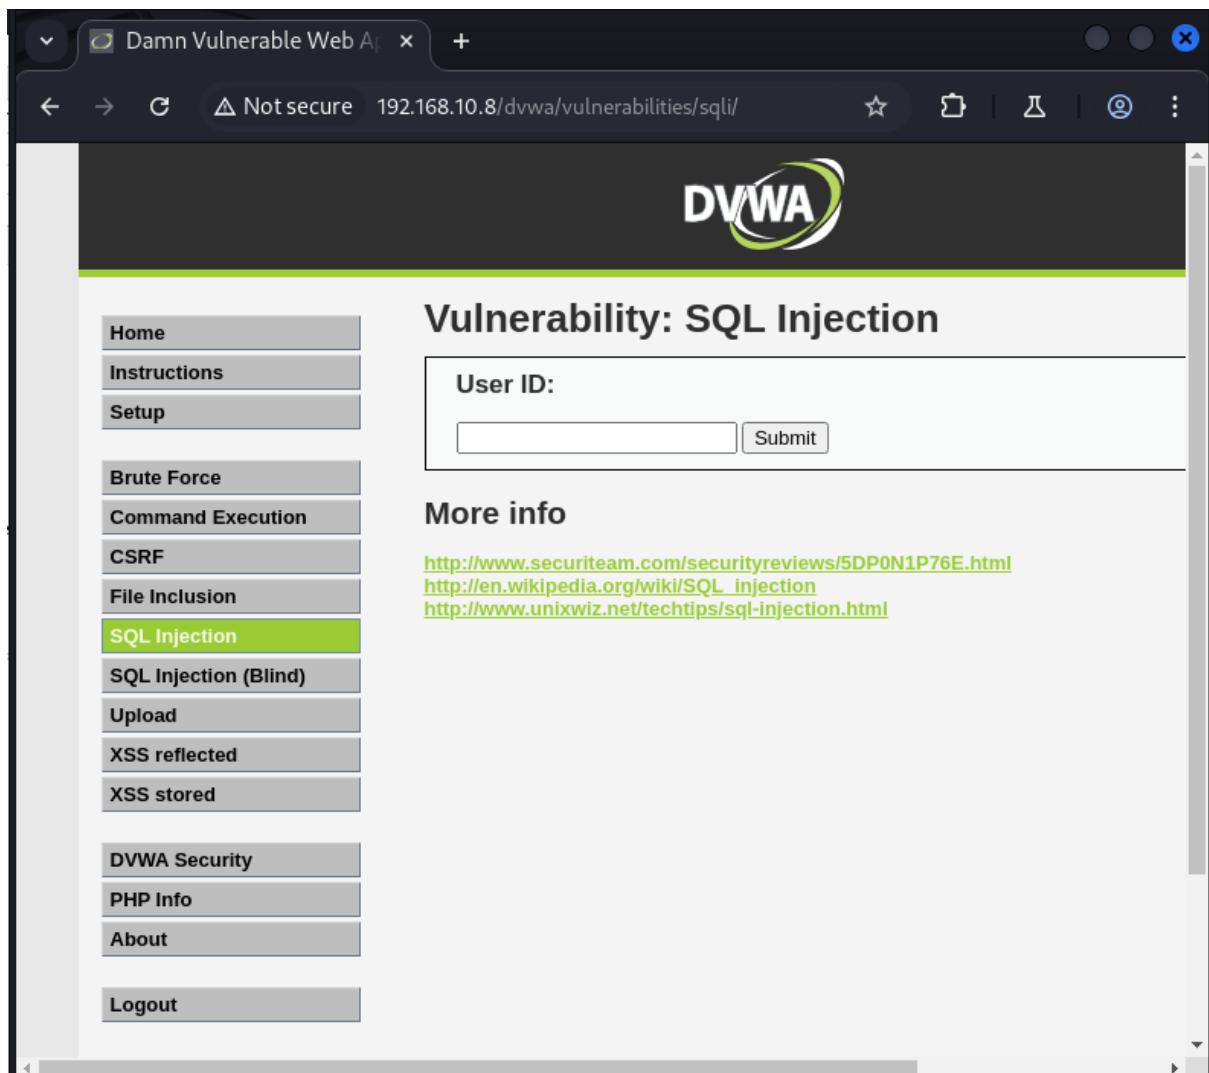 Damn Vulnerable Web Ap
Not secure 192.168.10.8/dvwa/vulnerabilities/sqli/
DVWA
Home
Instructions
Setup
Brute Force
Command Execution
CSRF
File Inclusion
SQL Injection
SQL Injection (Blind)
Upload
XSS reflected
XSS stored
DVWA Security
PHP Info
About
Logout
Vulnerability: SQL Injection
User ID:
Submit
More info
http://www.securiteam.com/securityreviews/5DP0N1P76E.html
http://en.wikipedia.org/wiki/SQL_injection
http://www.unixwiz.net/techtips/sql-injection.html